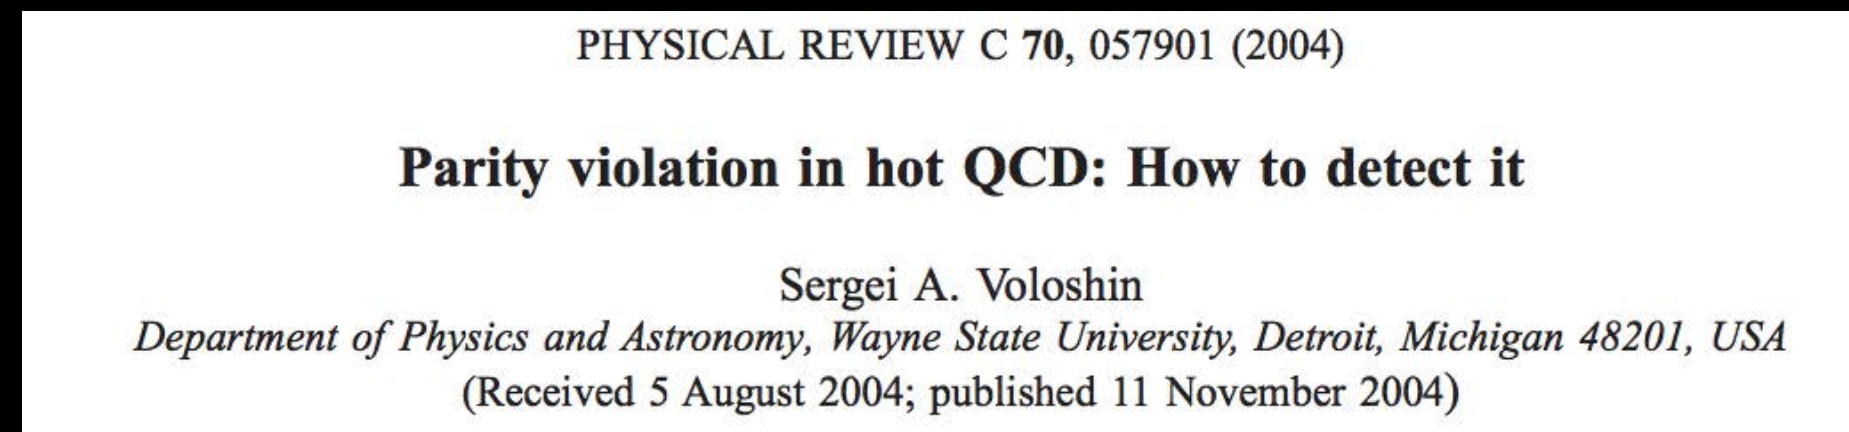 PHYSICAL REVIEW C 70, 057901 (2004)
Parity violation in hot QCD: How to detect it
Sergei A. Voloshin
Department of Physics and Astronomy, Wayne State University, Detroit, Michigan 48201, USA
(Received 5 August 2004; published 11 November 2004)